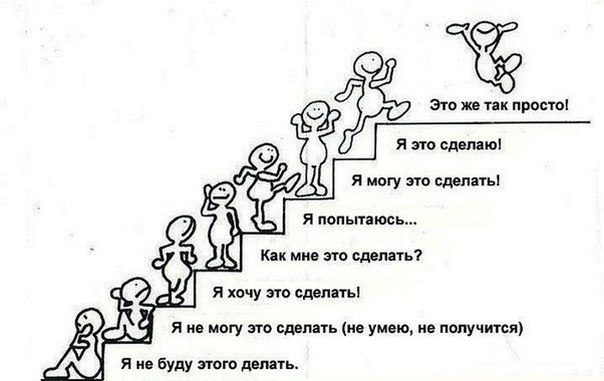 Это же так просто!
Я это сделаю!
Я могу это сделать!
Я попытаюсь...
Как мне это сделать?
Я хочу это сделать!
Я не могу это сделать (не умею, не получится)
Я не буду этого делать.